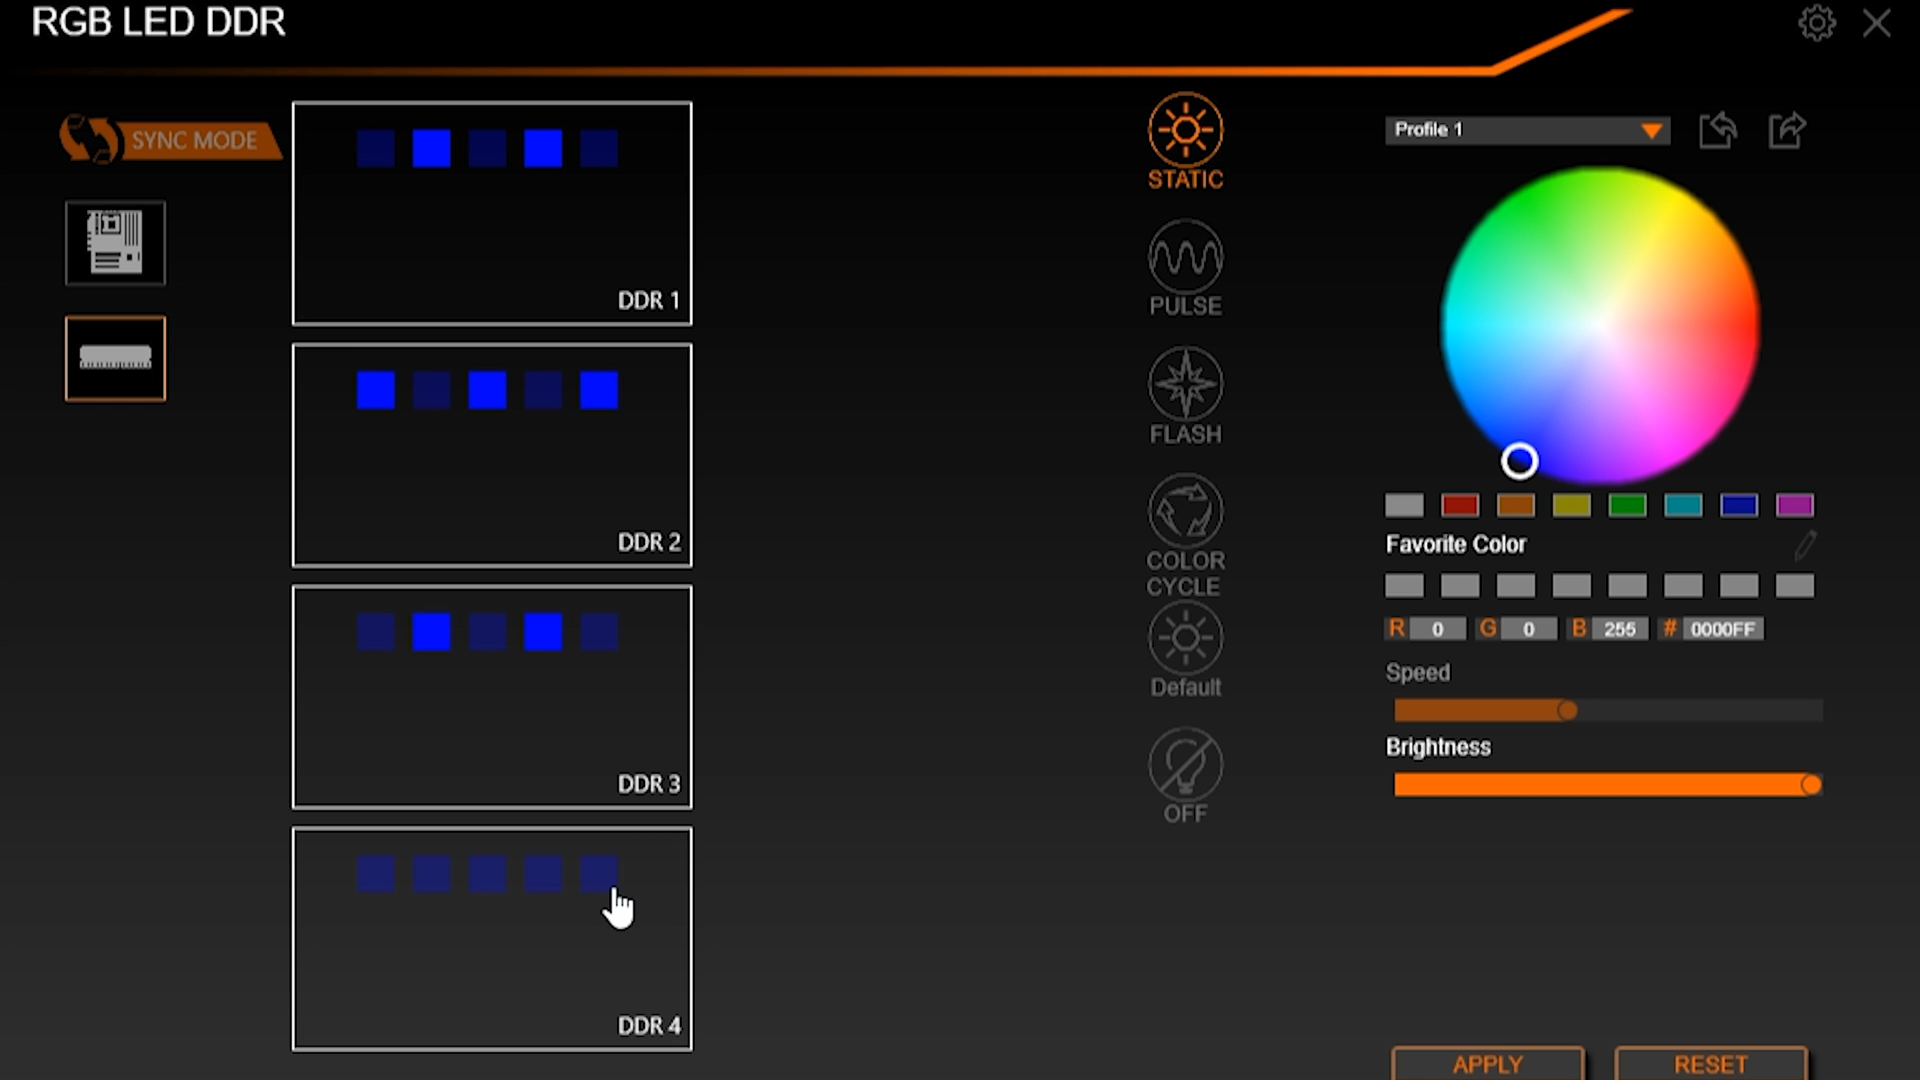 RGB LED DDR
SYNC MODE
DDR 1
DDR 2
DDR 3
DDR 4
STATIC
PULSE
FLASH
COLOR
CYCLE
Default
OFF
Profile 1
Favorite Color
R 0 G 0 B 255 # 0000FF
Speed
Brightness
APPLY RESET